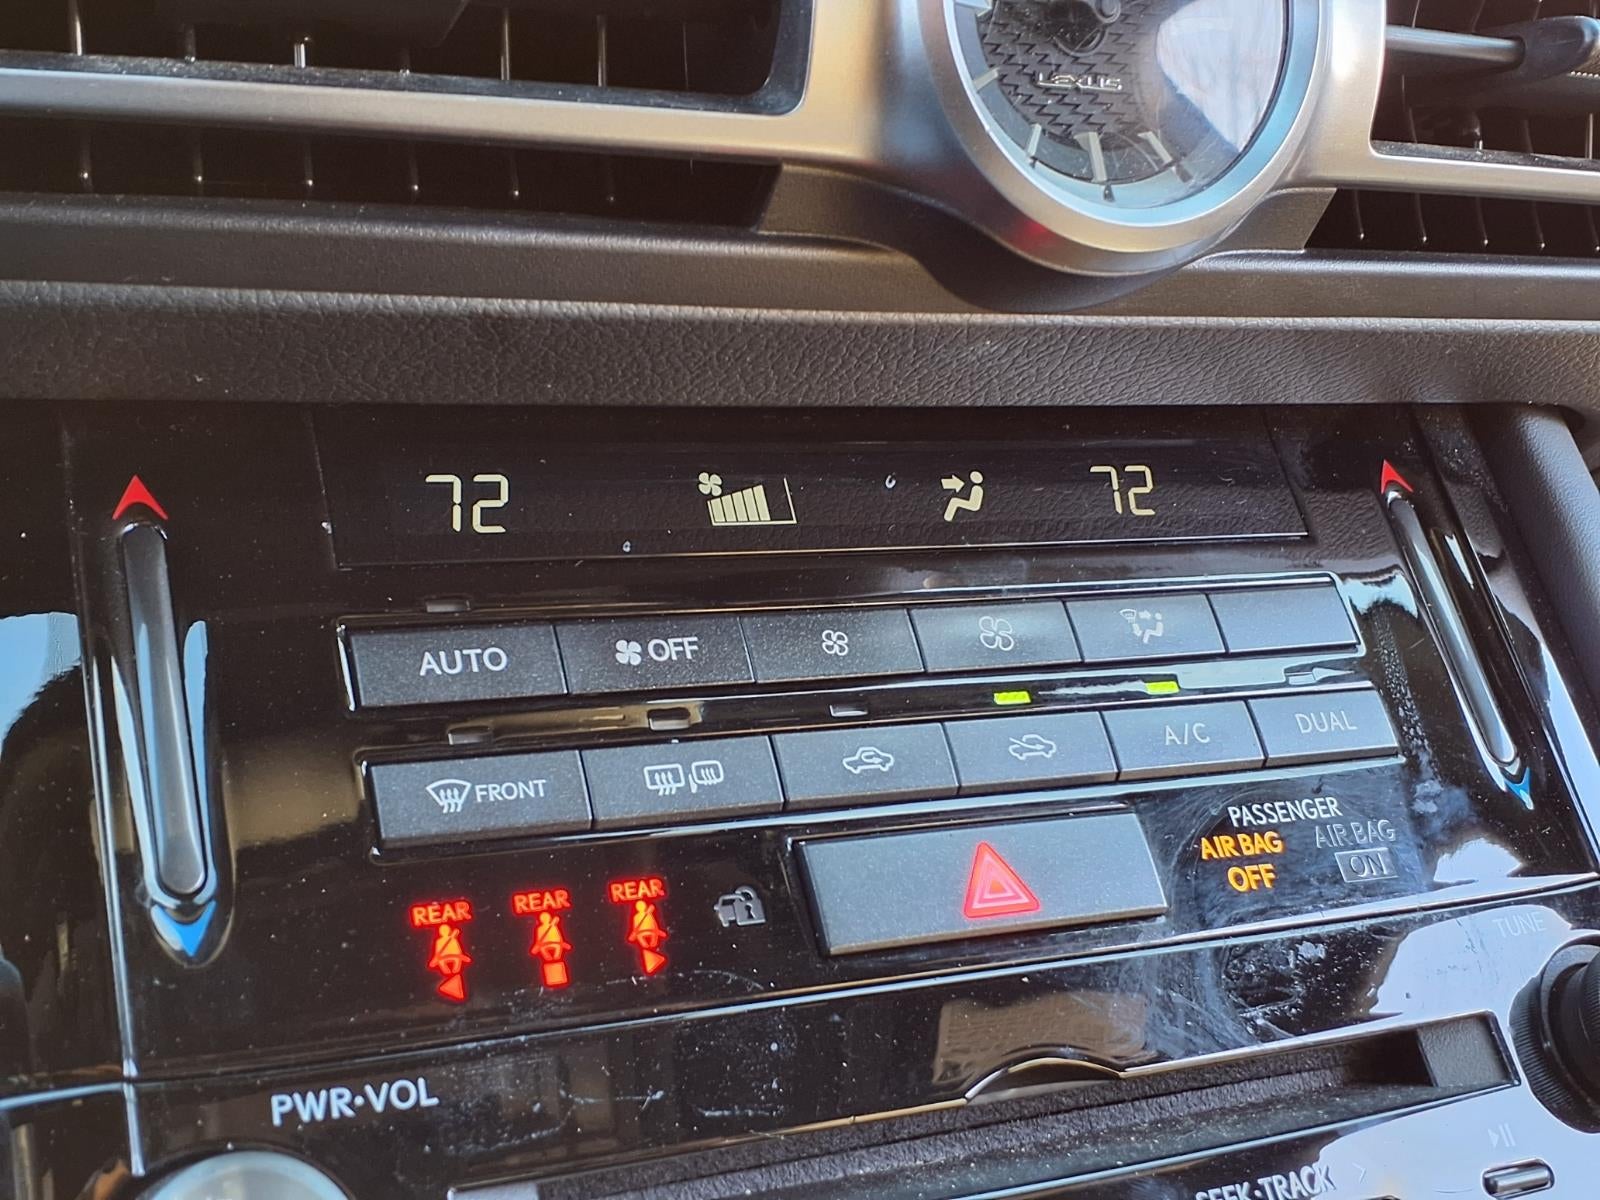 LEXUS
72 72
AUTO OFF
FRONT A/C DUAL
PASSENGER
AIR BAG AIR BAG
OFF ON
REAR REAR REAR
TUNE
PWR•VOL
SEEK•TRACK